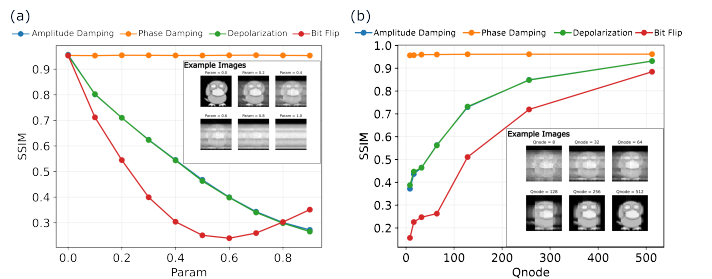 (a)
Amplitude Damping Phase Damping Depolarization Bit Flip
SSIM
0.9
0.8
0.7
0.6
0.5
0.4
0.3
0.0 0.2 0.4 0.6 0.8
Param
Example Images
Param = 0.0 Param = 0.2 Param = 0.4
Param = 0.6 Param = 0.8 Param = 1.0
(b)
Amplitude Damping Phase Damping Depolarization Bit Flip
SSIM
1.0
0.9
0.8
0.7
0.6
0.5
0.4
0.3
0.2
0 100 200 300 400 500
Qnode
Example Images
Qnode = 8 Qnode = 32 Qnode = 64
Qnode = 128 Qnode = 256 Qnode = 512